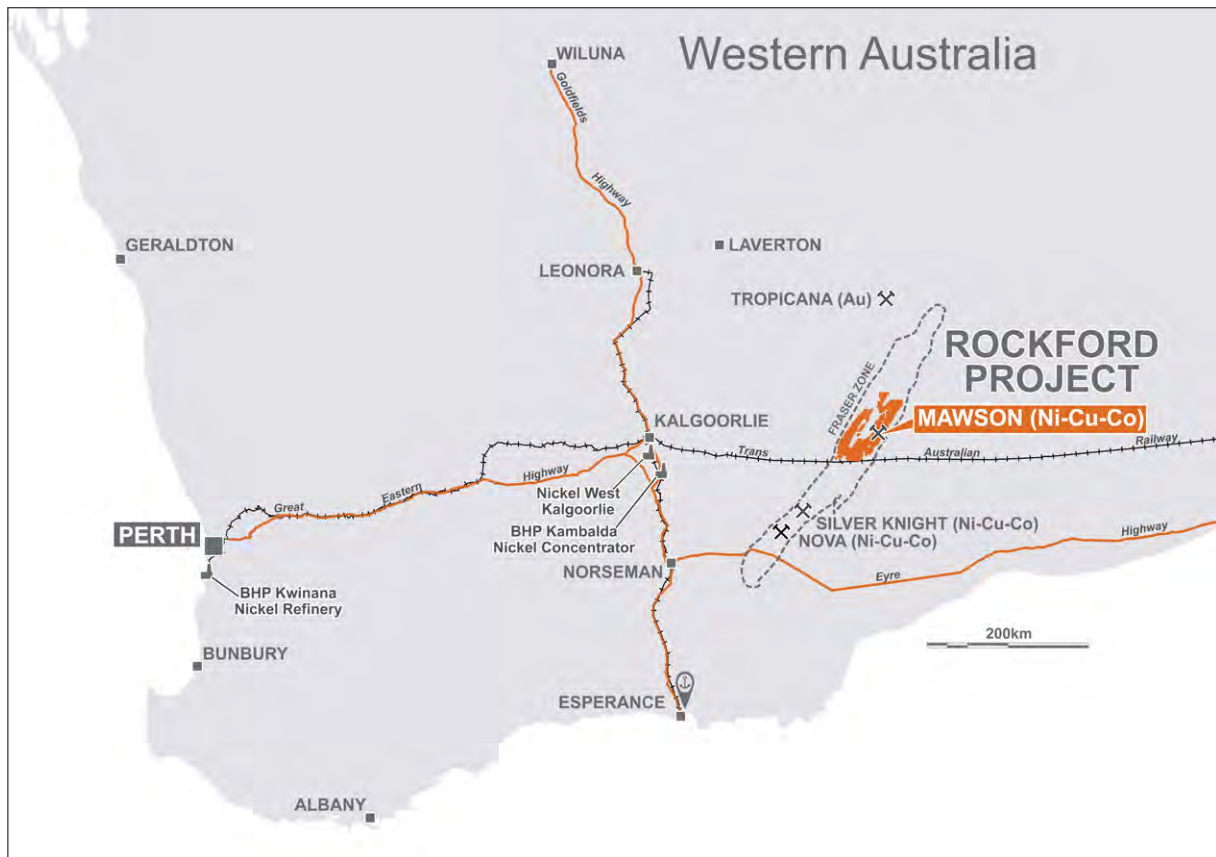 Western Australia
WILUNA
Goldfields
Highway
GERALDTON
LAVERTON
LEONORA
TROPICANA (Au)
ROCKFORD
PROJECT
FRASER ZONE
MAWSON (Ni-Cu-Co)
KALGOORLIE
Trans
Australian
Railway
Great
Eastern
Highway
Nickel West
Kalgoorlie
BHP Kambalda
Nickel Concentrator
SILVER KNIGHT (Ni-Cu-Co)
NOVA (Ni-Cu-Co)
PERTH
NORSEMAN
Eyre
Highway
BHP Kwinana
Nickel Refinery
200km
BUNBURY
ESPERANCE
ALBANY